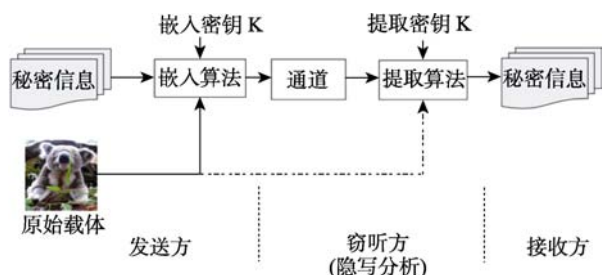 嵌入密钥 K
提取密钥 K
秘密信息
嵌入算法
通道
提取算法
秘密信息
原始载体
发送方
窃听方
(隐写分析)
接收方